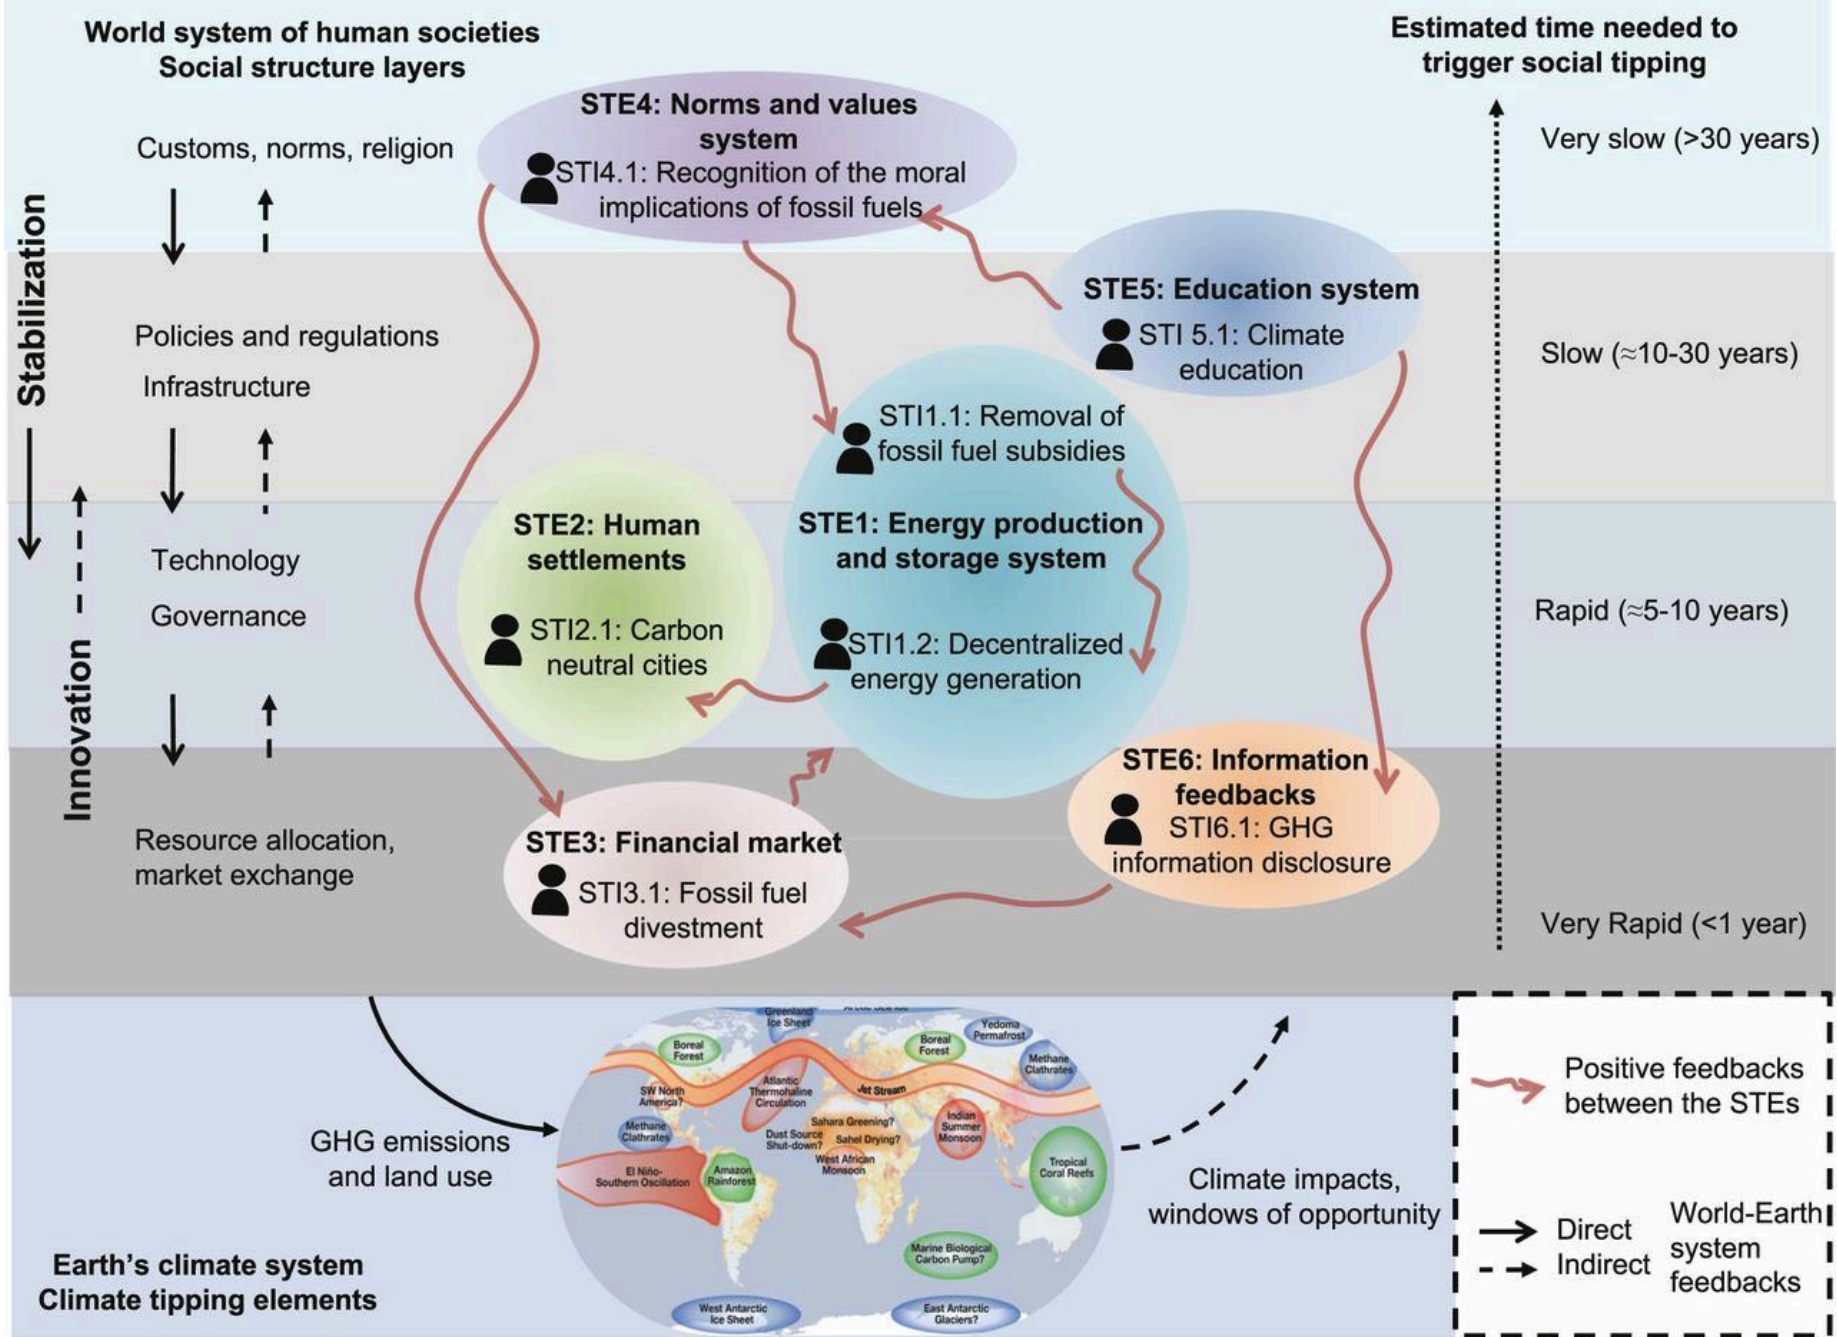 World system of human societies
Social structure layers
Estimated time needed to
trigger social tipping
Customs, norms, religion
Policies and regulations
Infrastructure
Technology
Governance
Resource allocation,
market exchange
Stabilization
Innovation
STE4: Norms and values
system
STI4.1: Recognition of the moral
implications of fossil fuels
STE5: Education system
STI 5.1: Climate
education
STI1.1: Removal of
fossil fuel subsidies
STE1: Energy production
and storage system
STI1.2: Decentralized
energy generation
STE2: Human
settlements
STI2.1: Carbon
neutral cities
STE3: Financial market
STI3.1: Fossil fuel
divestment
STE6: Information
feedbacks
STI6.1: GHG
information disclosure
Very slow (>30 years)
Slow (≈10-30 years)
Rapid (≈5-10 years)
Very Rapid (<1 year)
GHG emissions
and land use
Earth's climate system
Climate tipping elements
Greenland
Ice Sheet
Arctic Sea Ice
Boreal
Forest
Boreal
Forest
Yedoma
Permafrost
Methane
Clathrates
SW North
America?
Atlantic
Thermohaline
Circulation
Jet Stream
Methane
Clathrates
Sahara Greening?
Dust Source
Shut-down?
Sahel Drying?
West African
Monsoon
Indian
Summer
Monsoon
Tropical
Coral Reefs
El Niño-
Southern Oscillation
Amazon
Rainforest
Marine Biological
Carbon Pump?
West Antarctic
Ice Sheet
East Antarctic
Glaciers?
Climate impacts,
windows of opportunity
Positive feedbacks
between the STEs
Direct
Indirect
World-Earth
system
feedbacks